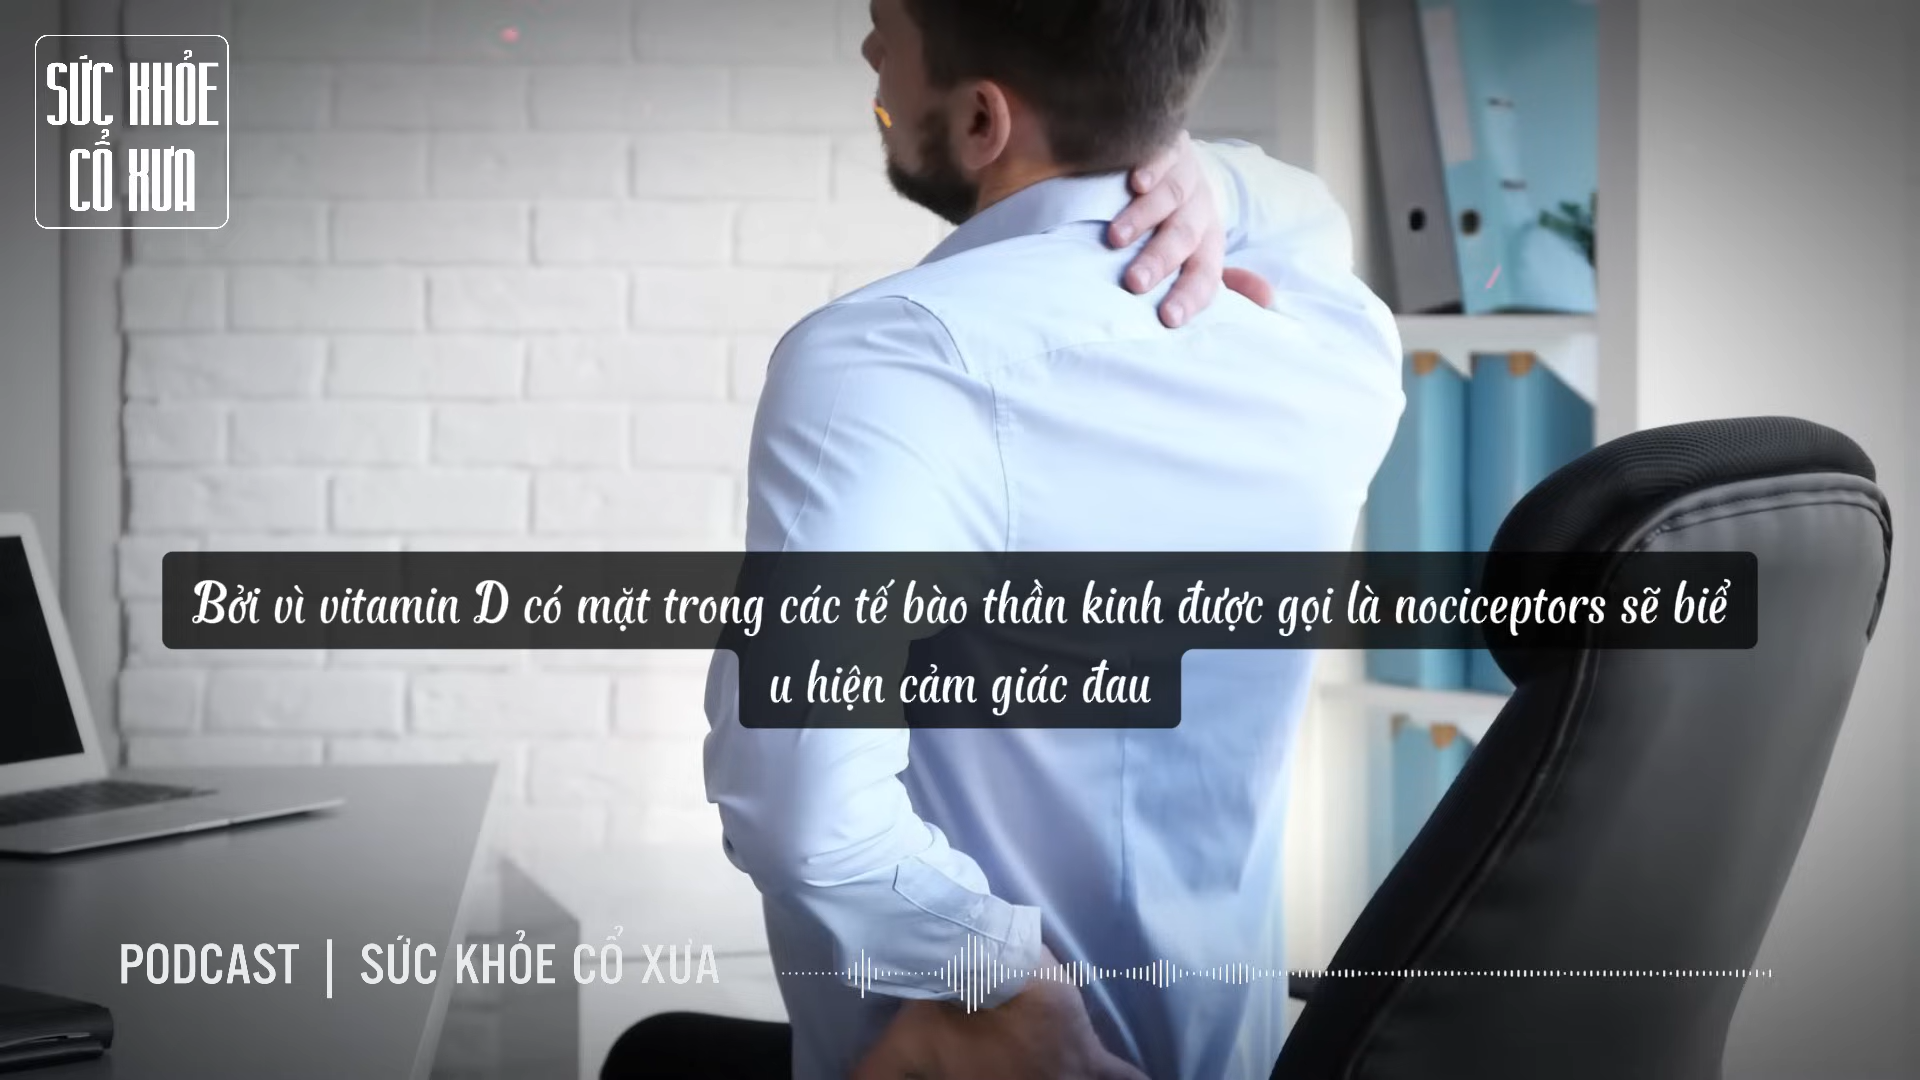 SỨC KHỎE
CỔ XƯA
Bởi vì vitamin D có mặt trong các tế bào thần kinh được gọi là nociceptors sẽ biể
u hiện cảm giác đau
PODCAST | SỨC KHỎE CỔ XƯA